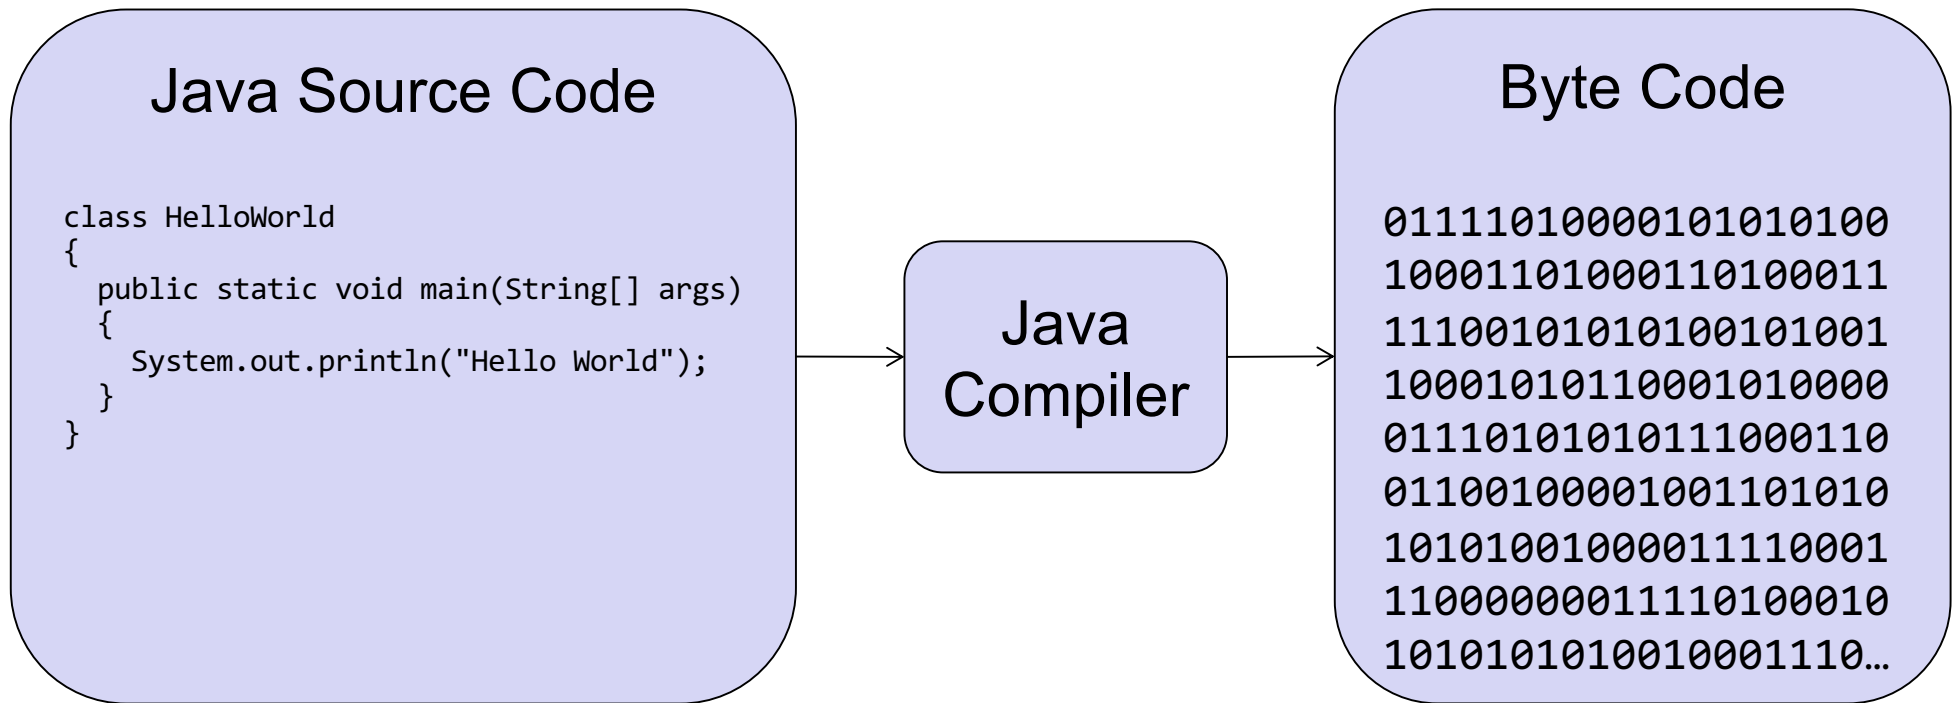 Java Source Code
class HelloWorld
{
  public static void main(String[] args)
  {
    System.out.println("Hello World");
  }
}
Java
Compiler
Byte Code
01111010000101010100
10001101000110100011
11100101010100101001
10001010110001010000
01110101010111000110
01100100001001101010
10101001000011110001
11000000011110100010
1010101010010001110…